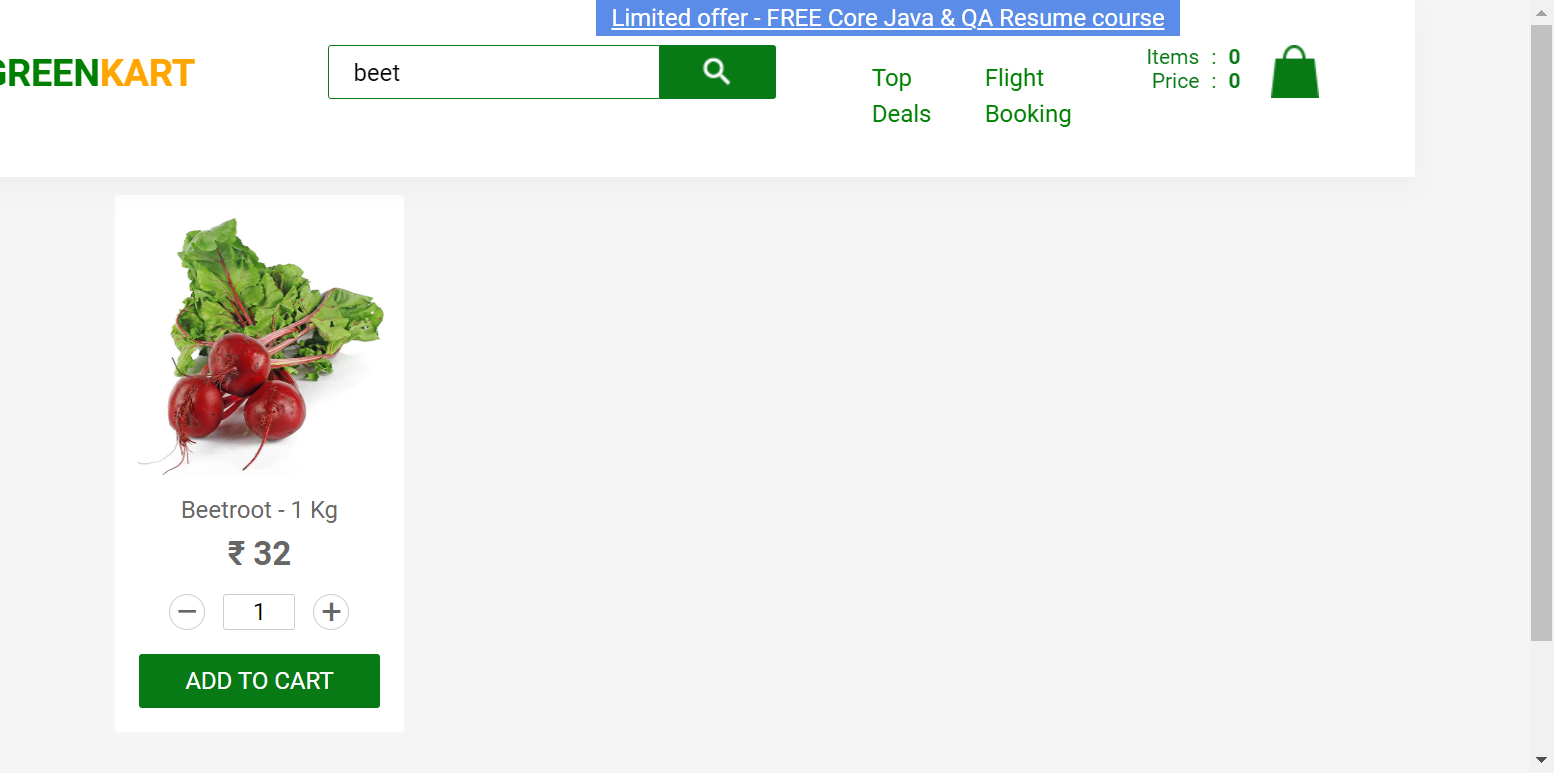 Limited offer - FREE Core Java & QA Resume course
GREENKART
beet
Top
Deals
Flight
Booking
Items : 0
Price : 0
Beetroot - 1 Kg
₹ 32
− 1 +
ADD TO CART